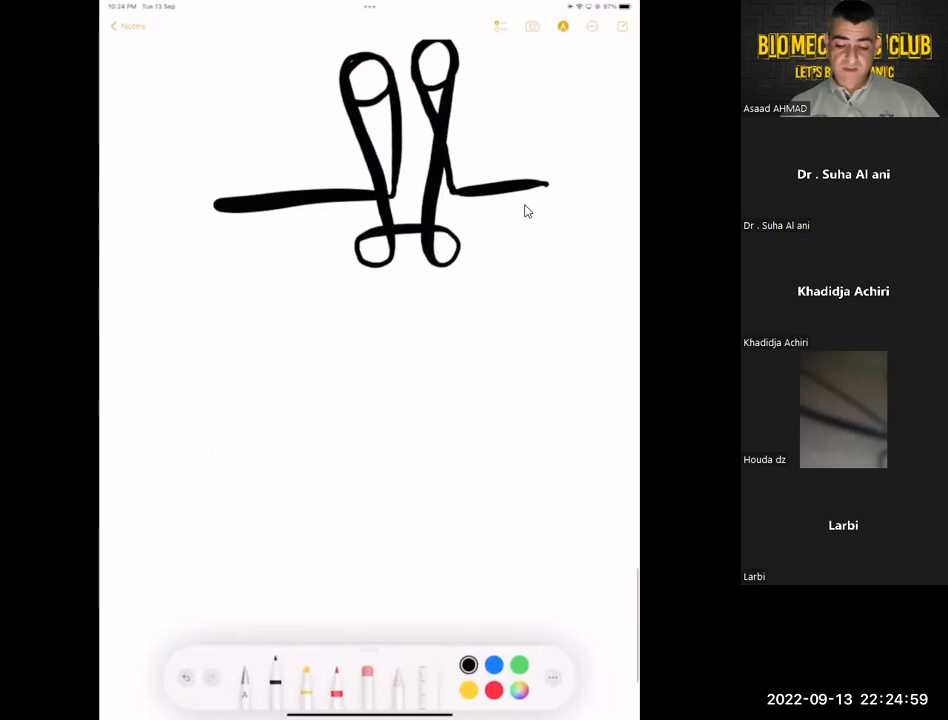 10:24 PM Tue 13 Sep
97%
Notes
A
BIOMEC CLUB
LET'S B ANIC
Asaad AHMAD
Dr . Suha Al ani
Dr . Suha Al ani
Khadidja Achiri
Khadidja Achiri
Houda dz
Larbi
Larbi
2022-09-13 22:24:59